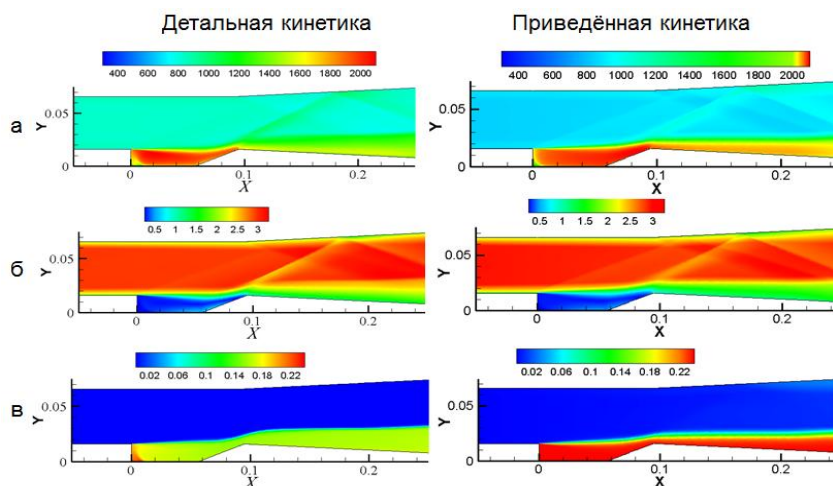 Детальная кинетика Приведённая кинетика
400 600 800 1000 1200 1400 1600 1800 2000 400 600 800 1000 1200 1400 1600 1800 2000
а Y 0.05 0 Y 0.05 0
0 0.1 0.2 0 0.1 0.2
X X
0.5 1 1.5 2 2.5 3 0.5 1 1.5 2 2.5 3
б Y 0.05 0 Y 0.05 0
0 0.1 0.2 0 0.1 0.2
X X
0.02 0.06 0.1 0.14 0.18 0.22 0.02 0.06 0.1 0.14 0.18 0.22
в Y 0.05 0 Y 0.05 0
0 0.1 0.2 0 0.1 0.2
X X